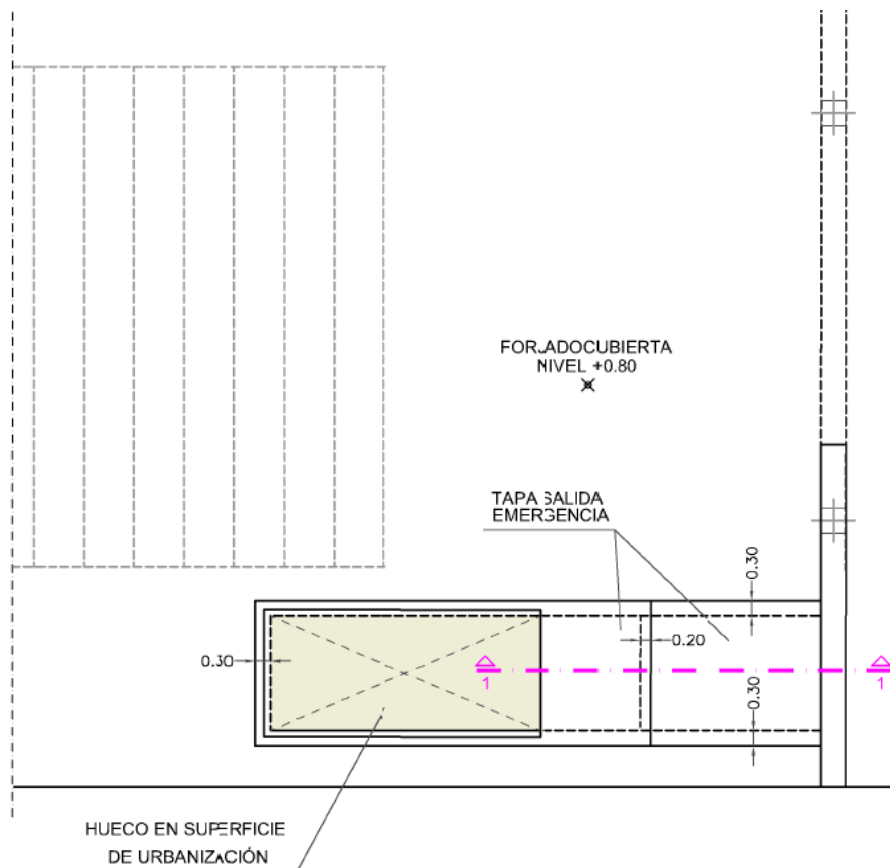 FORJADOCUBIERTA
NIVEL +0.80
TAPA SALIDA
EMERGENCIA
0.30
0.30
0.20
1
1
0.30
HUECO EN SUPERFICIE
DE URBANIZACIÓN